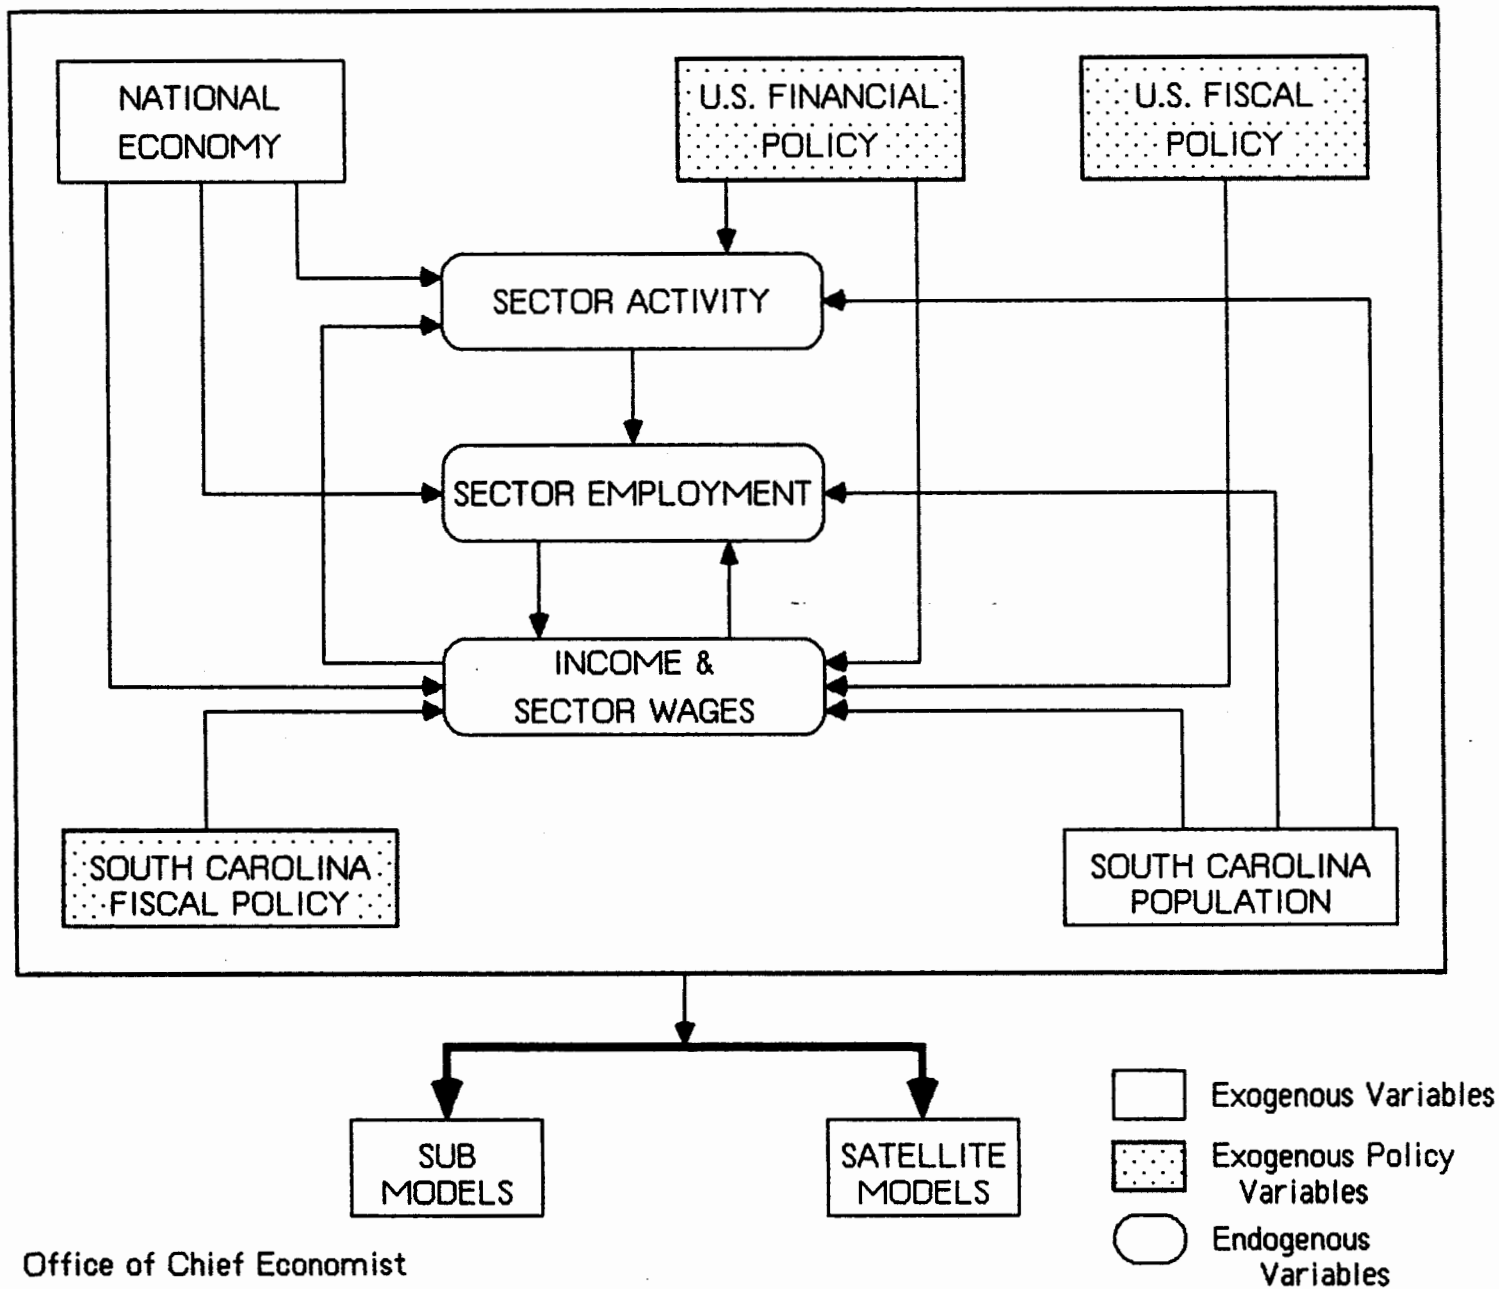 NATIONAL
ECONOMY
U.S. FINANCIAL
POLICY
U.S. FISCAL
POLICY
SECTOR ACTIVITY
SECTOR EMPLOYMENT
INCOME &
SECTOR WAGES
SOUTH CAROLINA
FISCAL POLICY
SOUTH CAROLINA
POPULATION
SUB
MODELS
SATELLITE
MODELS
Exogenous Variables
Exogenous Policy
Variables
Endogenous
Variables
Office of Chief Economist